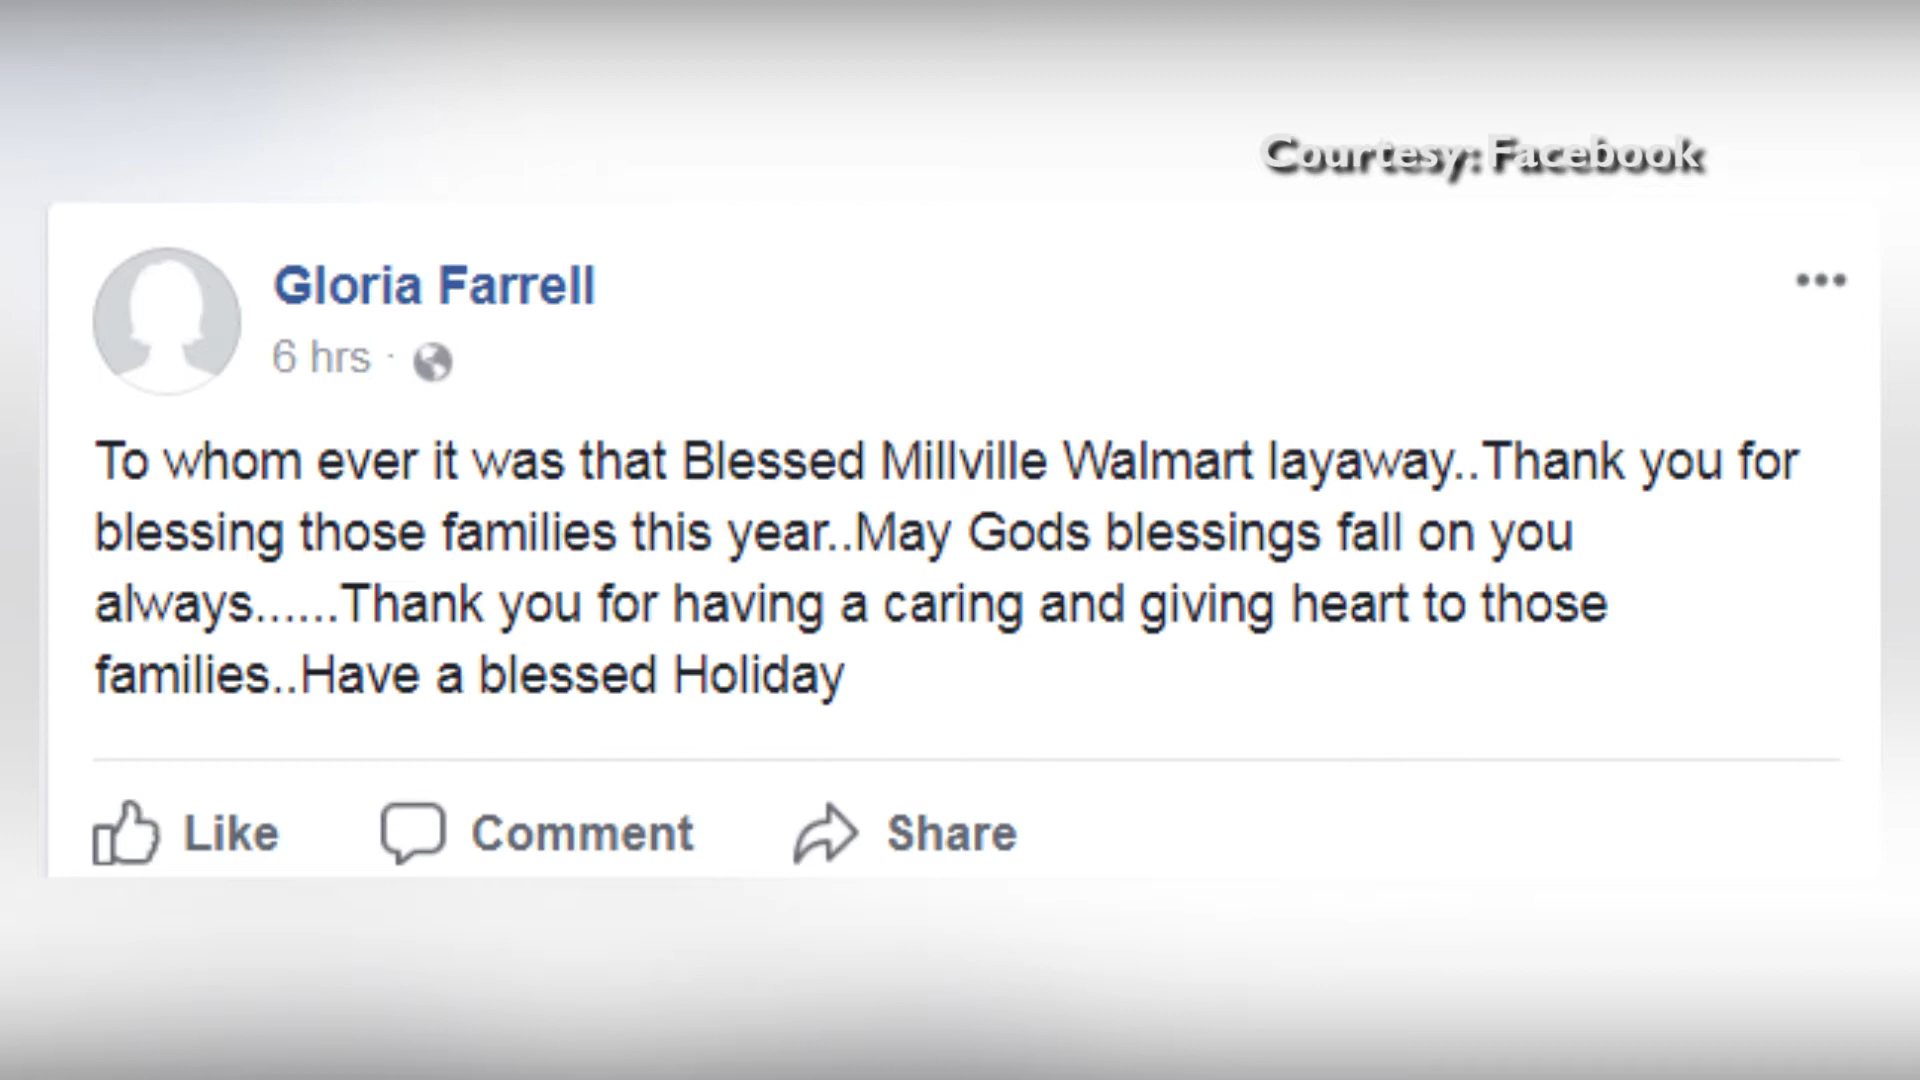 Courtesy: Facebook
Gloria Farrell
6 hrs ·
To whom ever it was that Blessed Millville Walmart layaway..Thank you for
blessing those families this year..May Gods blessings fall on you
always......Thank you for having a caring and giving heart to those
families..Have a blessed Holiday
Like Comment Share